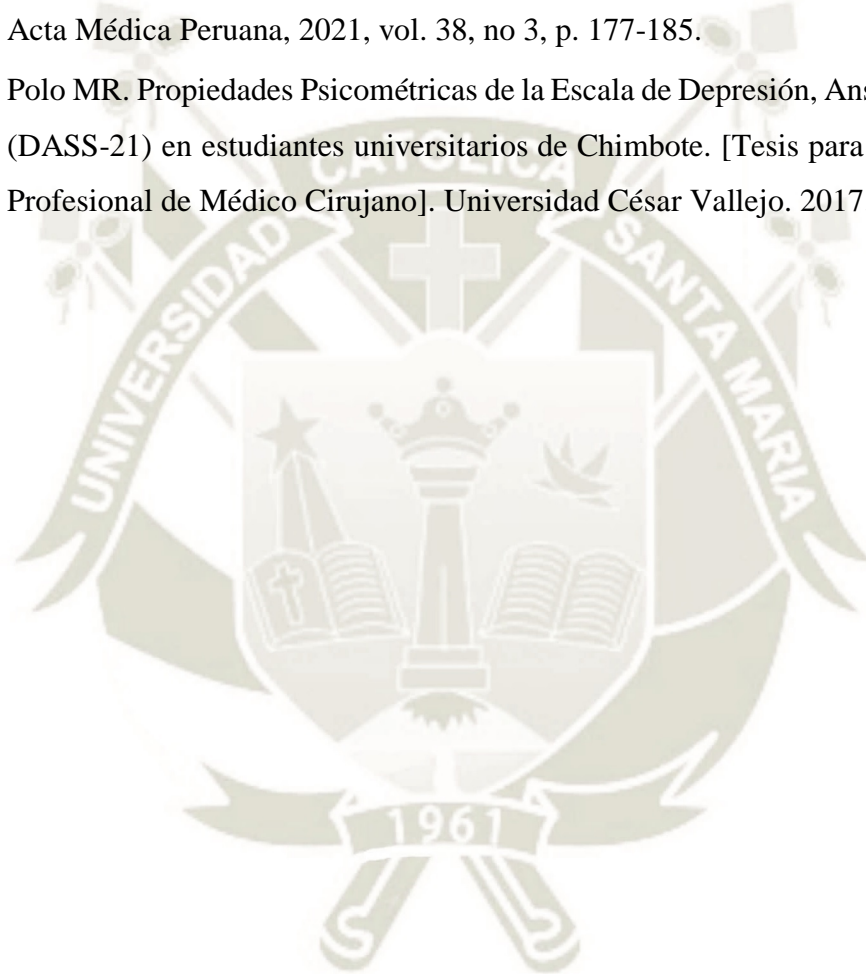 Acta Médica Peruana, 2021, vol. 38, no 3, p. 177-185.
Polo MR. Propiedades Psicométricas de la Escala de Depresión,
(DASS-21) en estudiantes universitarios de Chimbote. [Tesis para
Profesional de Médico Cirujano]. Universidad César Vallejo. 2017
UNIVERSIDAD CATÓLICA SANTA MARIA
1961